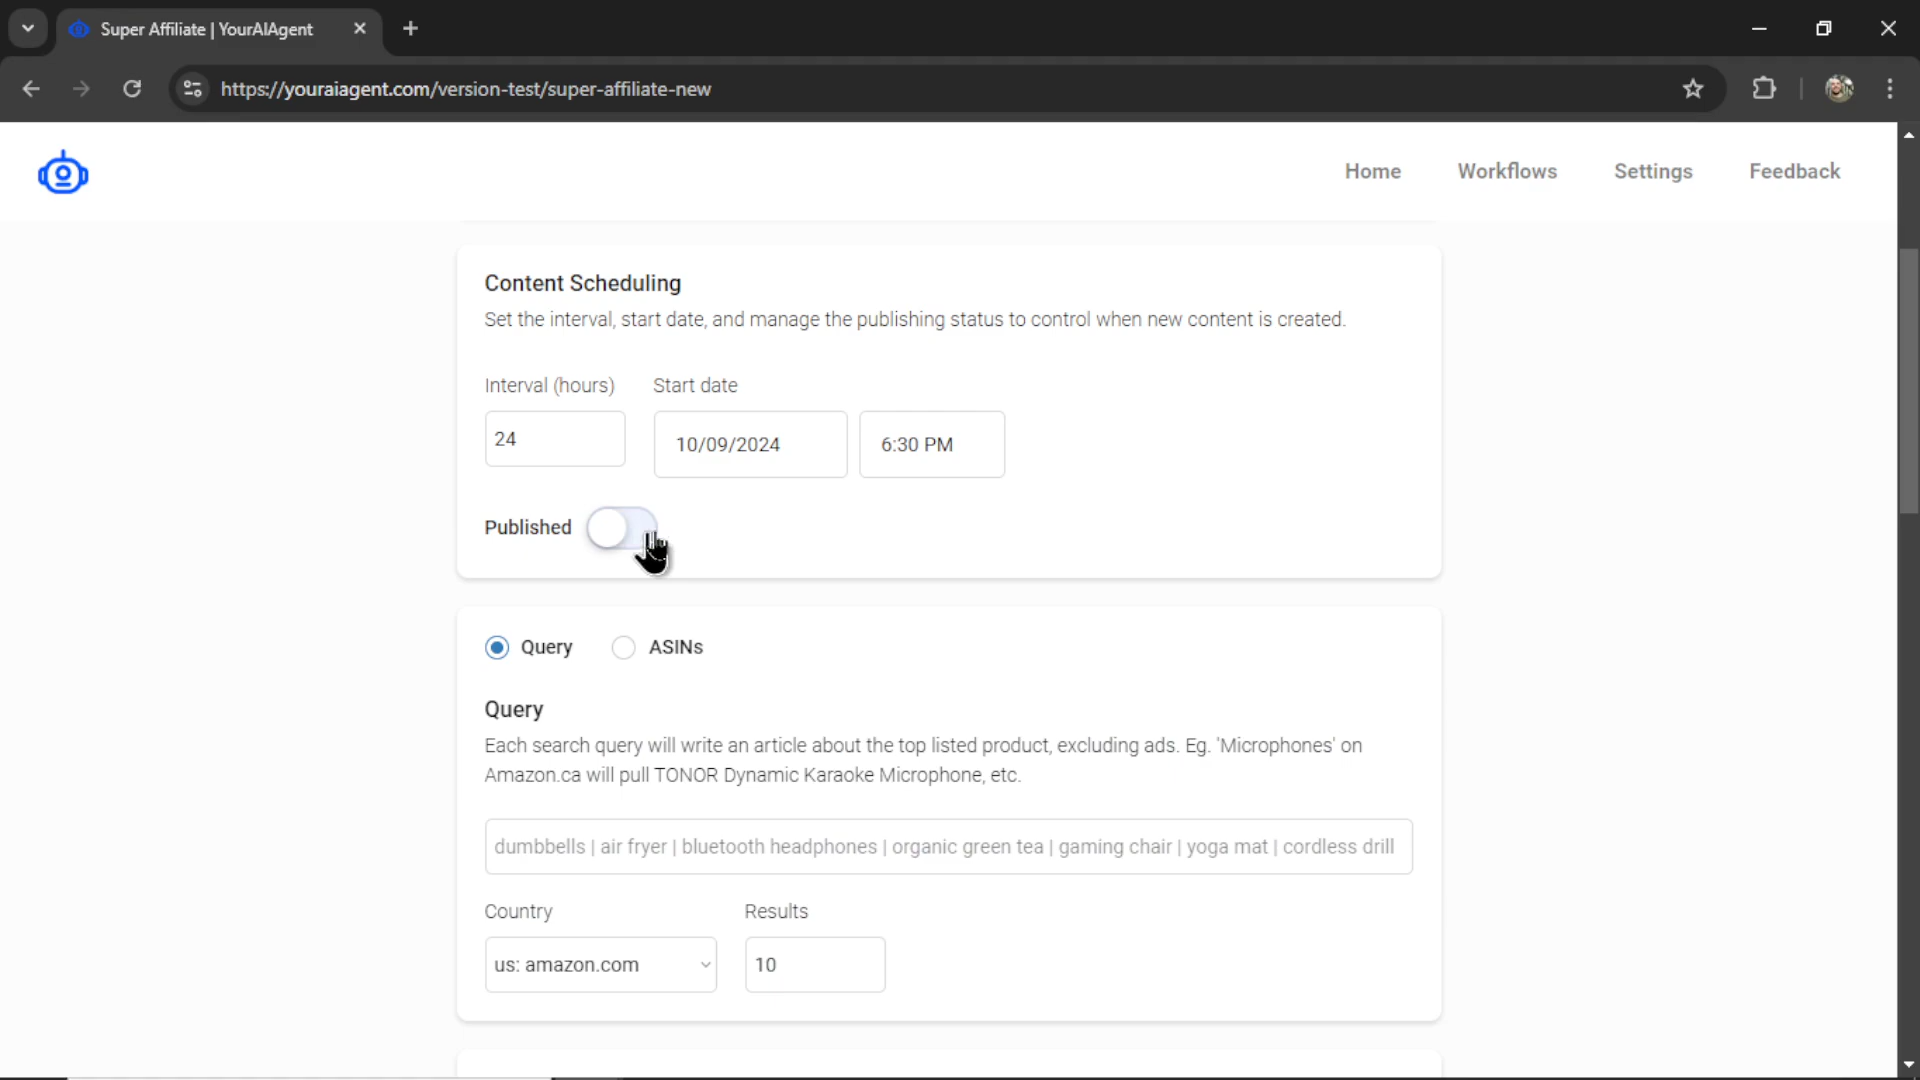 Super Affiliate | YourAIAgent
https://youraiagent.com/version-test/super-affiliate-new
Home Workflows Settings Feedback
Content Scheduling
Set the interval, start date, and manage the publishing status to control when new content is created.
Interval (hours) Start date
24 10/09/2024 6:30 PM
Published
Query ASINs
Query
Each search query will write an article about the top listed product, excluding ads. Eg. 'Microphones' on
Amazon.ca will pull TONOR Dynamic Karaoke Microphone, etc.
dumbbells | air fryer | bluetooth headphones | organic green tea | gaming chair | yoga mat | cordless drill
Country Results
us: amazon.com 10